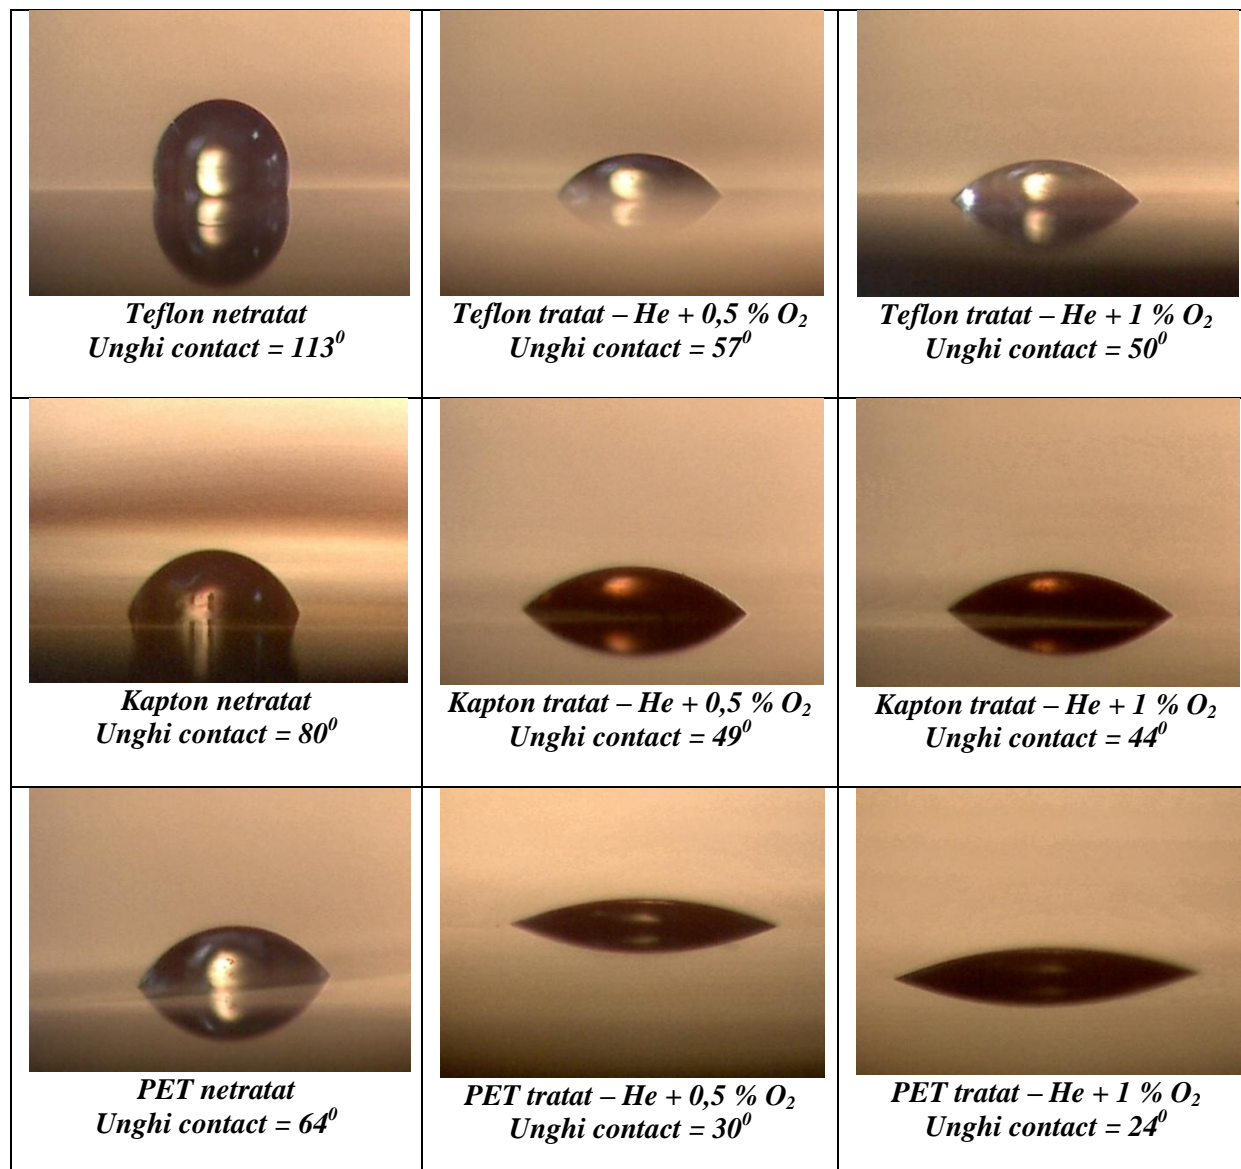 Teflon netratat
Unghi contact = 113⁰
Teflon tratat – He + 0,5 % O₂
Unghi contact = 57⁰
Teflon tratat – He + 1 % O₂
Unghi contact = 50⁰
Kapton netratat
Unghi contact = 80⁰
Kapton tratat – He + 0,5 % O₂
Unghi contact = 49⁰
Kapton tratat – He + 1 % O₂
Unghi contact = 44⁰
PET netratat
Unghi contact = 64⁰
PET tratat – He + 0,5 % O₂
Unghi contact = 30⁰
PET tratat – He + 1 % O₂
Unghi contact = 24⁰